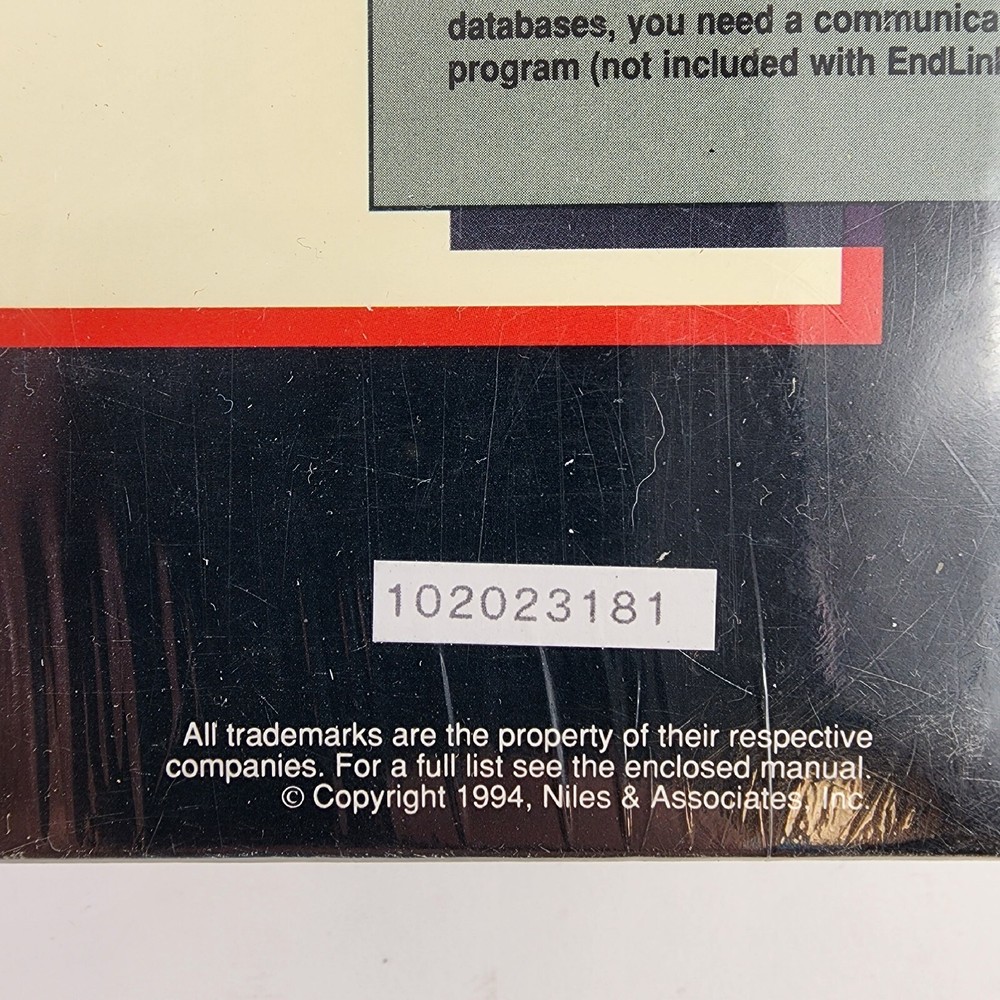 databases, you need a communica
program (not included with EndLink
102023181
All trademarks are the property of their respective
companies. For a full list see the enclosed manual.
© Copyright 1994, Niles & Associates, Inc.